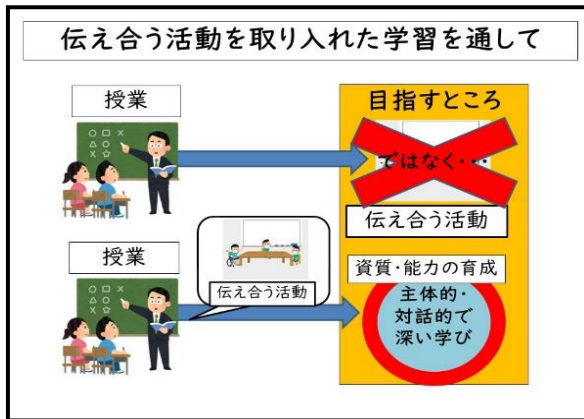 伝え合う活動を取り入れた学習を通して
授業
目指すところ
ではなく・・・
伝え合う活動
授業
伝え合う活動
資質・能力の育成
主体的・
対話的で
深い学び